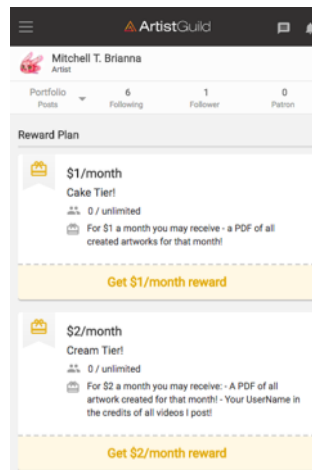 ArtistGuild
Mitchell T. Brianna
Artist
Portfolio 6 1 0
Posts Following Follower Patron
Reward Plan
$1/month
Cake Tier!
0 / unlimited
For $1 a month you may receive - a PDF of all
created artworks for that month!
Get $1/month reward
$2/month
Cream Tier!
0 / unlimited
For $2 a month you may receive: - A PDF of all
artwork created for that month! - Your UserName in
the credits of all videos I post!
Get $2/month reward